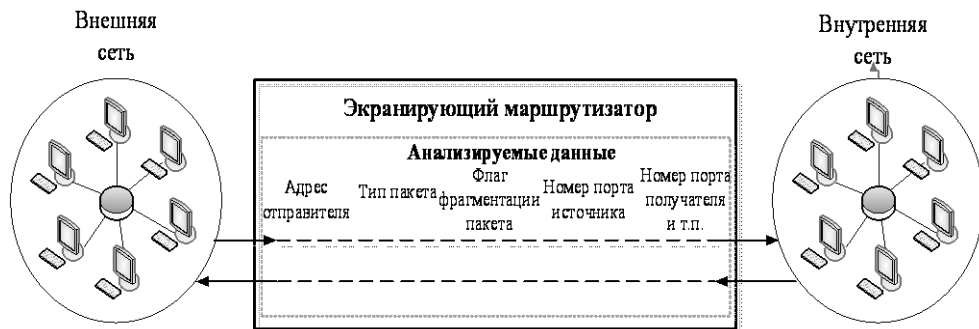 Внешняя
сеть
Внутренняя
сеть
Экранирующий маршрутизатор
Анализируемые данные
Адрес
отправителя
Тип пакета
Флаг
фрагментации
пакета
Номер порта
источника
Номер порта
получателя
и т.п.